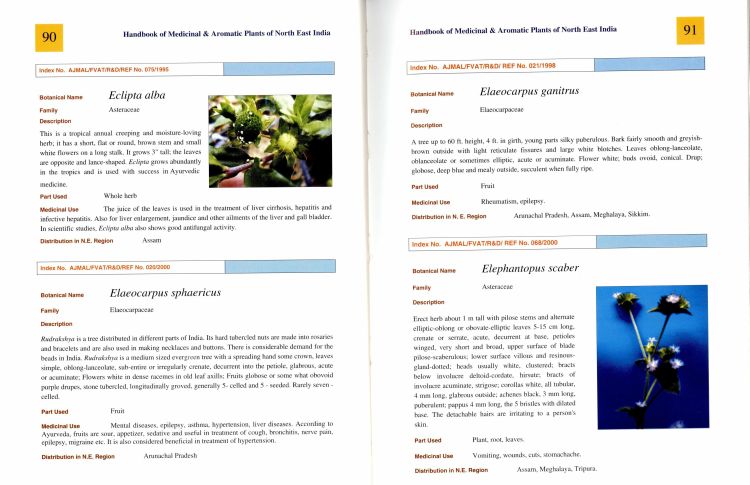 90
Handbook of Medicinal & Aromatic Plants of North East India
Index No. AJMAL/FVAT/R&D/REF No. 075/1995
Botanical Name Eclipta alba
Family Asteraceae
Description
This is a tropical annual creeping and moisture-loving
herb; it has a short, flat or round, brown stem and small
white flowers on a long stalk. It grows 3" tall; the leaves
are opposite and lance-shaped. Eclipta grows abundantly
in the tropics and is used with success in Ayurvedic
medicine.
Part Used Whole herb
Medicinal Use The juice of the leaves is used in the treatment of liver cirrhosis, hepatitis and
infective hepatitis. Also for liver enlargement, jaundice and other ailments of the liver and gall bladder.
In scientific studies, Eclipta alba also shows good antifungal activity.
Distribution in N.E. Region Assam
Index No. AJMAL/FVAT/R&D/REF No. 020/2000
Botanical Name Elaeocarpus sphaericus
Family Elaeocarpaceae
Description
Rudrakshya is a tree distributed in different parts of India. Its hard tubercled nuts are made into rosaries
and bracelets and are also used in making necklaces and buttons. There is considerable demand for the
beads in India. Rudrakshya is a medium sized evergreen tree with a spreading hand some crown, leaves
simple, oblong-lanceolate, sub-entire or irregularly crenate, decurrent into the petiole, glabrous, acute
or acuminate; Flowers white in dense racemes in old leaf axills; Fruits globose or some what obovoid
purple drupes, stone tubercled, longitudinally groved, generally 5- celled and 5 - seeded. Rarely seven -
celled.
Part Used Fruit
Medicinal Use Mental diseases, epilepsy, asthma, hypertension, liver diseases. According to
Ayurveda, fruits are sour, appetizer, sedative and useful in treatment of cough, bronchitis, nerve pain,
epilepsy, migraine etc. It is also considered beneficial in treatment of hypertension.
Distribution in N.E. Region Arunachal Pradesh
Handbook of Medicinal & Aromatic Plants of North East India
91
Index No. AJMAL/FVAT/R&D/ REF No. 021/1998
Botanical Name Elaeocarpus ganitrus
Family Elaeocarpaceae
Description
A tree up to 60 ft. height, 4 ft. in girth, young parts silky puberulous. Bark fairly smooth and greyish-
brown outside with light reticulate fissures and large white blotches. Leaves oblong-lanceolate,
oblanceolate or sometimes elliptic, acute or acuminate. Flower white; buds ovoid, conical. Drup;
globose, deep blue and mealy outside, succulent when fully ripe.
Part Used Fruit
Medicinal Use Rheumatism, epilepsy.
Distribution in N. E. Region Arunachal Pradesh, Assam, Meghalaya, Sikkim.
Index No. AJMAL/FVAT/R&D/ REF No. 068/2000
Botanical Name Elephantopus scaber
Family Asteraceae
Description
Erect herb about 1 m tall with pilose stems and alternate
elliptic-oblong or obovate-elliptic leaves 5-15 cm long,
crenate or serrate, acute, decurrent at base, petioles
winged, very short and broad, upper surface of blade
pilose-scaberulous; lower surface villous and resinous-
gland-dotted; heads usually white, clustered; bracts
below involucre deltoid-cordate, hirsute; bracts of
involucre acuminate, strigose; corollas white, all tubular,
4 mm long, glabrous outside; achenes black, 3 mm long,
puberulent; pappus 4 mm long, the 5 bristles with dilated
base. The detachable hairs are irritating to a person's
skin.
Part Used Plant, root, leaves.
Medicinal Use Vomiting, wounds, cuts, stomachache.
Distribution in N.E. Region Assam, Meghalaya, Tripura.